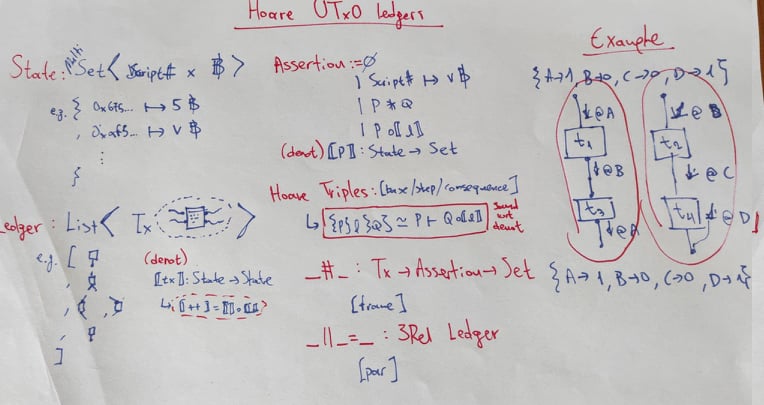 Hoare UTxO ledgers
State: Multi Set< Script# × ₿ >
e.g. { 0x6f5... ↦ 5 ₿
, 0xaf5... ↦ v ₿
⋮
}
Ledger : List< Tx >
e.g. [
,
,
,
]
(denot)
⟦tx⟧: State → State
↳ ⟦++⟧ = ⟦⟧∘⟦⟧
Assertion := ∅
| Script# ↦ v ₿
| P * Q
| P ∘ ⟦l⟧
(denot) ⟦P⟧: State → Set
Hoare Triples: [base/step/consequence]
↳ {P} l {Q} ≃ P ⊢ Q∘⟦l⟧ sound wrt denot
_#_ : Tx → Assertion → Set
[frame]
_||_=_ : 3Rel Ledger
[par]
Example
{A→1, B→0, C→0, D→1}
@A @B
t₁ t₂
@B @C
t₃ t₄ @D
@A
{A→1, B→0, C→0, D→1}